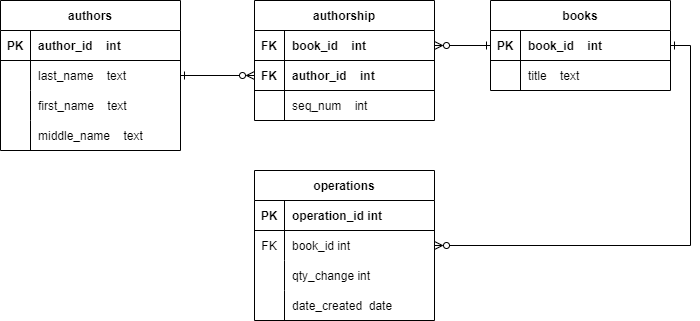 authors
PK author_id int
last_name text
first_name text
middle_name text
authorship
FK book_id int
FK author_id int
seq_num int
books
PK book_id int
title text
operations
PK operation_id int
FK book_id int
qty_change int
date_created date